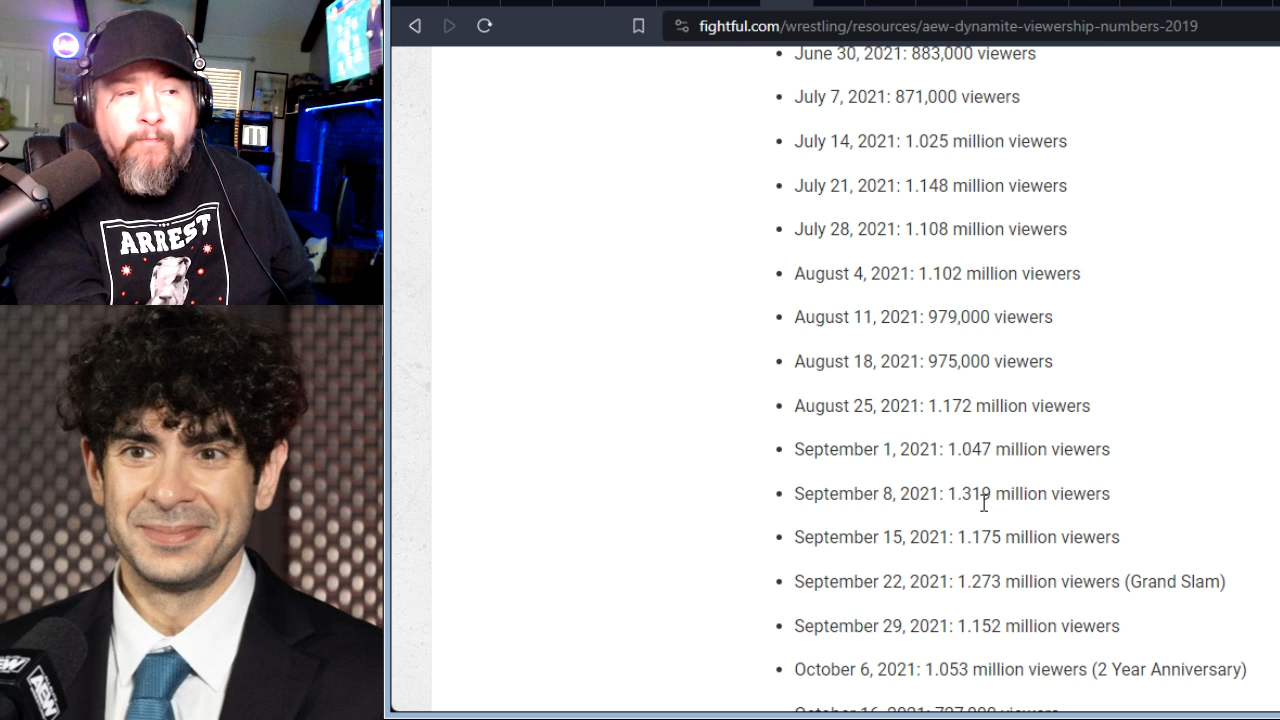 fightful.com/wrestling/resources/aew-dynamite-viewership-numbers-2019
June 30, 2021: 883,000 viewers
July 7, 2021: 871,000 viewers
July 14, 2021: 1.025 million viewers
July 21, 2021: 1.148 million viewers
July 28, 2021: 1.108 million viewers
August 4, 2021: 1.102 million viewers
August 11, 2021: 979,000 viewers
August 18, 2021: 975,000 viewers
August 25, 2021: 1.172 million viewers
September 1, 2021: 1.047 million viewers
September 8, 2021: 1.319 million viewers
September 15, 2021: 1.175 million viewers
September 22, 2021: 1.273 million viewers (Grand Slam)
September 29, 2021: 1.152 million viewers
October 6, 2021: 1.053 million viewers (2 Year Anniversary)
ARREST
AEW